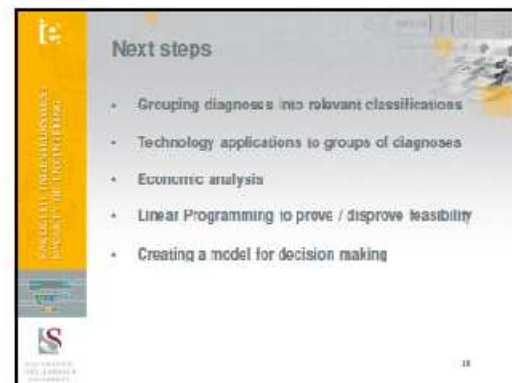 Next steps
• Grouping diagnoses into relevant classifications
• Technology applications to groups of diagnoses
• Economic analysis
• Linear Programming to prove / disprove feasibility
• Creating a model for decision making